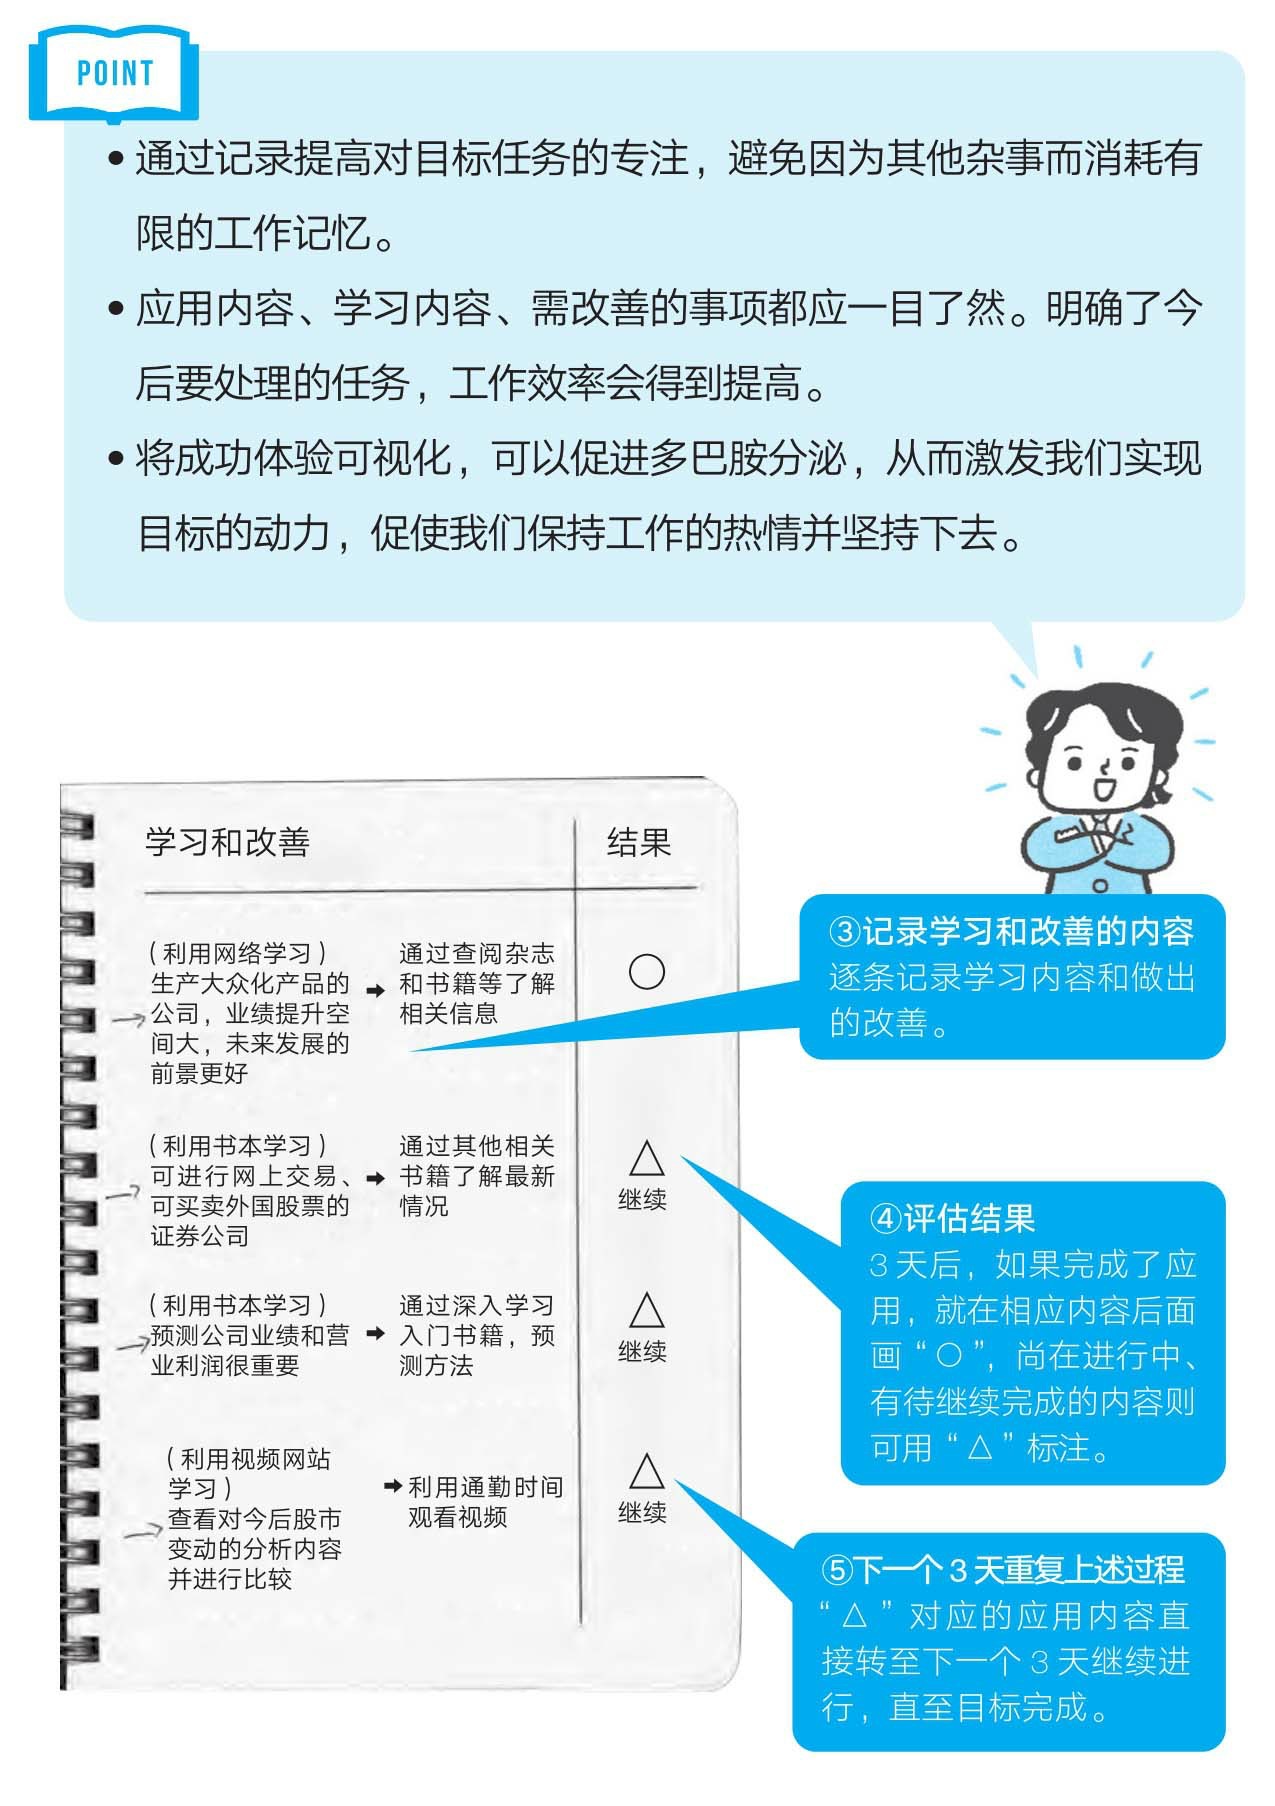 POINT
•通过记录提高对目标任务的专注，避免因为其他杂事而消耗有
限的工作记忆。
•应用内容、学习内容、需改善的事项都应一目了然。明确了今
后要处理的任务，工作效率会得到提高。
•将成功体验可视化，可以促进多巴胺分泌，从而激发我们实现
目标的动力，促使我们保持工作的热情并坚持下去。
学习和改善
结果
（利用网络学习）
生产大众化产品的
公司，业绩提升空
间大，未来发展的
前景更好
➡
通过查阅杂志
和书籍等了解
相关信息
○
（利用书本学习）
可进行网上交易、
可买卖外国股票的
证券公司
➡
通过其他相关
书籍了解最新
情况
△
继续
（利用书本学习）
预测公司业绩和营
业利润很重要
➡
通过深入学习
入门书籍，预
测方法
△
继续
（利用视频网站
学习）
查看对今后股市
变动的分析内容
并进行比较
➡
利用通勤时间
观看视频
△
继续
③记录学习和改善的内容
逐条记录学习内容和做出
的改善。
④评估结果
3 天后，如果完成了应
用，就在相应内容后面
画“○”，尚在进行中、
有待继续完成的内容则
可用“△”标注。
⑤下一个 3 天重复上述过程
“△”对应的应用内容直
接转至下一个 3 天继续进
行，直至目标完成。